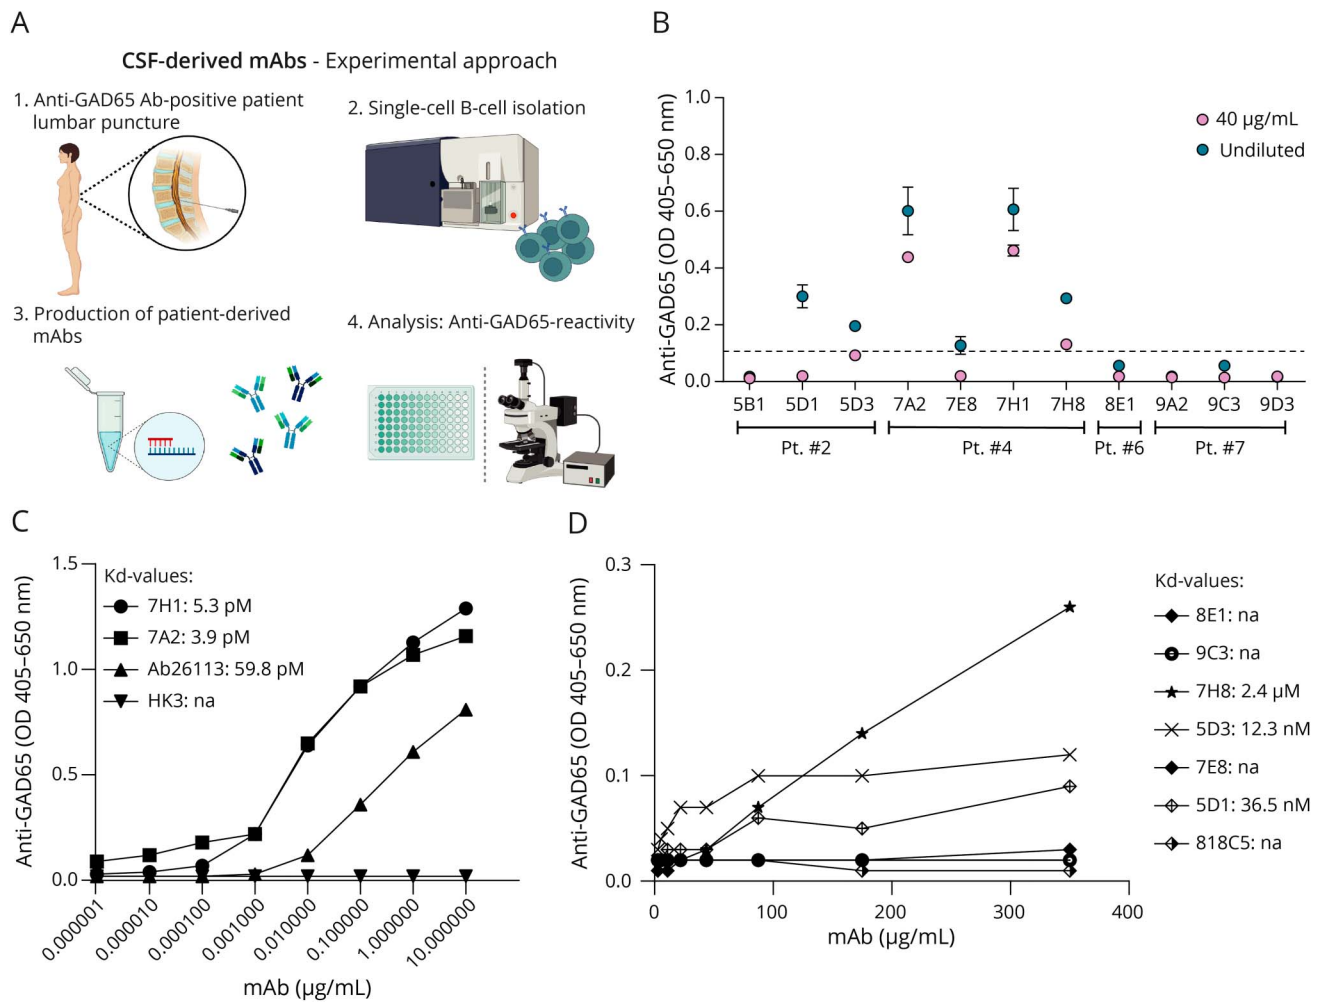 A
CSF-derived mAbs - Experimental approach
1. Anti-GAD65 Ab-positive patient
lumbar puncture
2. Single-cell B-cell isolation
3. Production of patient-derived
mAbs
4. Analysis: Anti-GAD65-reactivity
B
Anti-GAD65 (OD 405–650 nm)
1.0
0.8
0.6
0.4
0.2
0.0
40 µg/mL
Undiluted
5B1 5D1 5D3 7A2 7E8 7H1 7H8 8E1 9A2 9C3 9D3
Pt. #2 Pt. #4 Pt. #6 Pt. #7
C
Anti-GAD65 (OD 405–650 nm)
1.5
1.0
0.5
0.0
Kd-values:
7H1: 5.3 pM
7A2: 3.9 pM
Ab26113: 59.8 pM
HK3: na
0.000001 0.000010 0.000100 0.001000 0.010000 0.100000 1.000000 10.000000
mAb (µg/mL)
D
Anti-GAD65 (OD 405–650 nm)
0.3
0.2
0.1
0.0
0 100 200 300 400
mAb (µg/mL)
Kd-values:
8E1: na
9C3: na
7H8: 2.4 µM
5D3: 12.3 nM
7E8: na
5D1: 36.5 nM
818C5: na